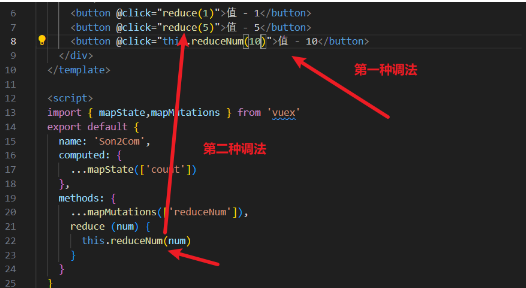 6 <button @click="reduce(1)">值 - 1</button>
7 <button @click="reduce(5)">值 - 5</button>
8 <button @click="this.reduceNum(10)">值 - 10</button>
9 </div>
10 </template>
第一种调法
11
12 <script>
13 import { mapState,mapMutations } from 'vuex'
14 export default {
15 name: 'Son2Com',
第二种调法
16 computed: {
17 ...mapState(['count'])
18 },
19 methods: {
20 ...mapMutations(['reduceNum']),
21 reduce (num) {
22 this.reduceNum(num)
23 }
24 }
25 }